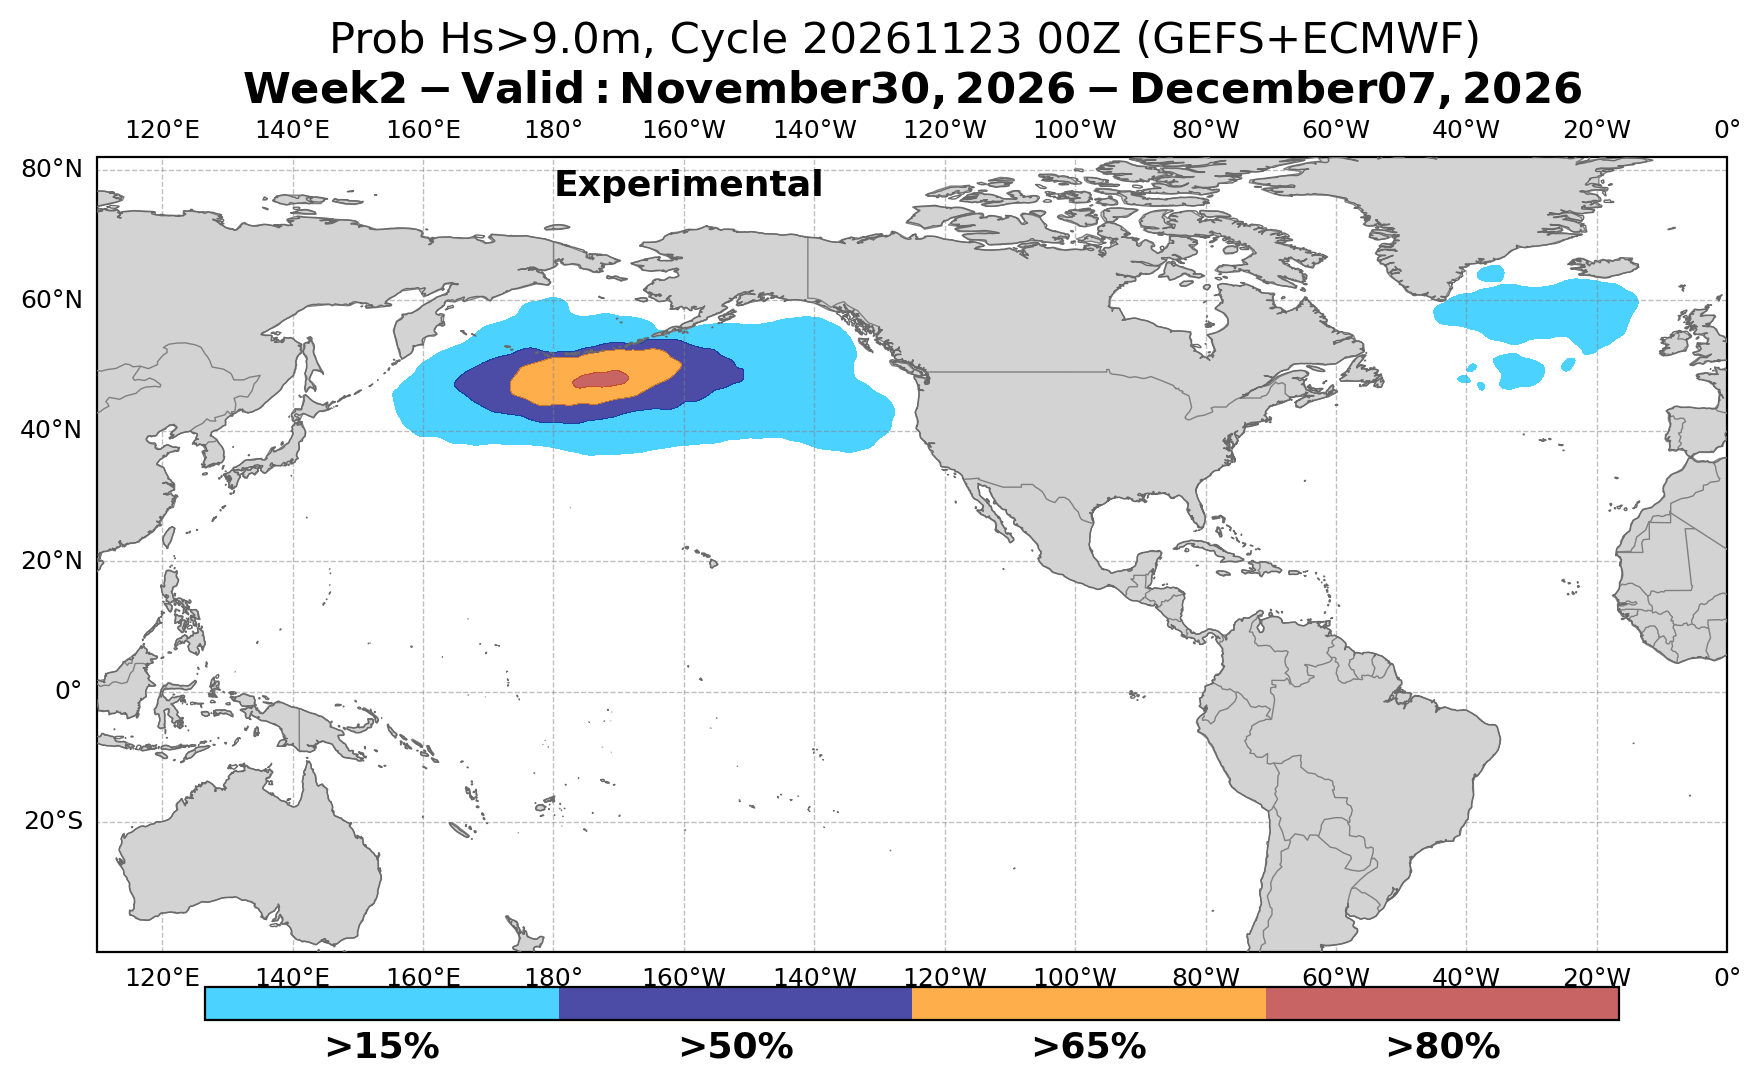 Prob Hs>9.0m, Cycle 20261123 00Z (GEFS+ECMWF)
Week2 − Valid : November30, 2026 − December07, 2026
120°E 140°E 160°E 180° 160°W 140°W 120°W 100°W 80°W 60°W 40°W 20°W 0°
80°N
Experimental
60°N
40°N
20°N
0°
20°S
120°E 140°E 160°E 180° 160°W 140°W 120°W 100°W 80°W 60°W 40°W 20°W 0°
>15% >50% >65% >80%